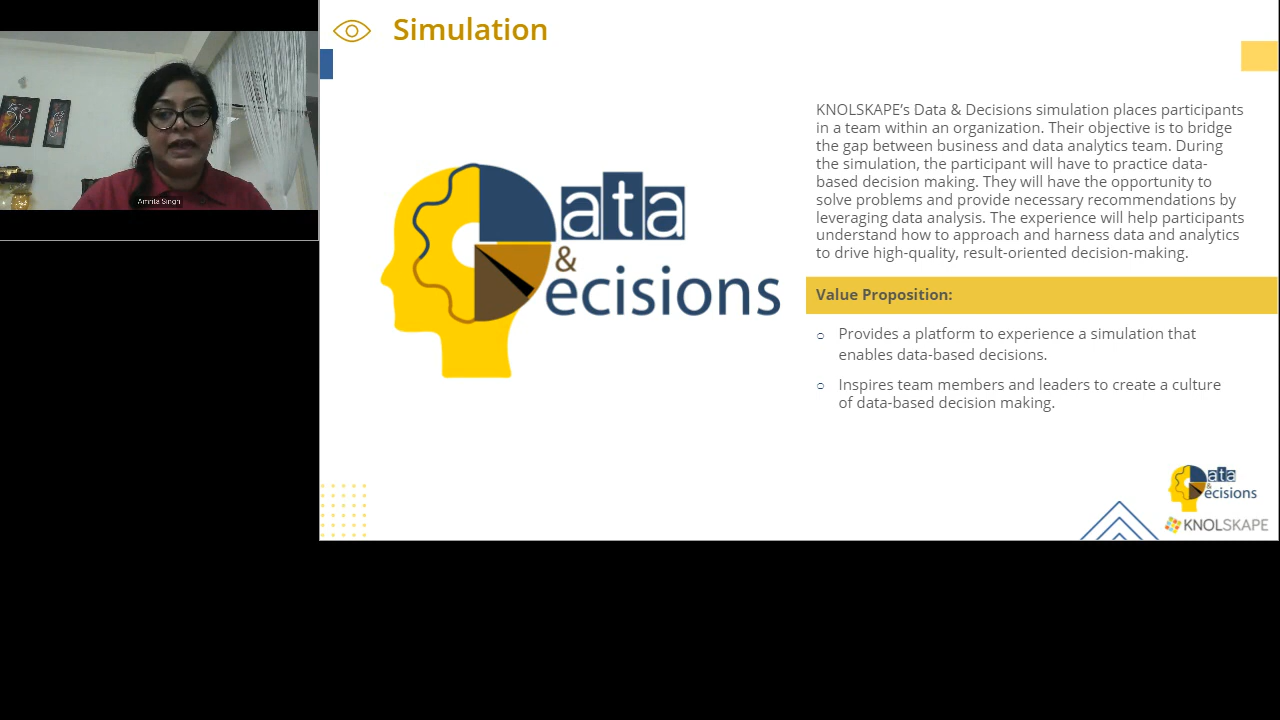 Simulation
Amrita Singh
Data
&
Decisions
KNOLSKAPE’s Data & Decisions simulation places participants
in a team within an organization. Their objective is to bridge
the gap between business and data analytics team. During
the simulation, the participant will have to practice data-
based decision making. They will have the opportunity to
solve problems and provide necessary recommendations by
leveraging data analysis. The experience will help participants
understand how to approach and harness data and analytics
to drive high-quality, result-oriented decision-making.
Value Proposition:
o Provides a platform to experience a simulation that
enables data-based decisions.
o Inspires team members and leaders to create a culture
of data-based decision making.
Data
&
Decisions
KNOLSKAPE